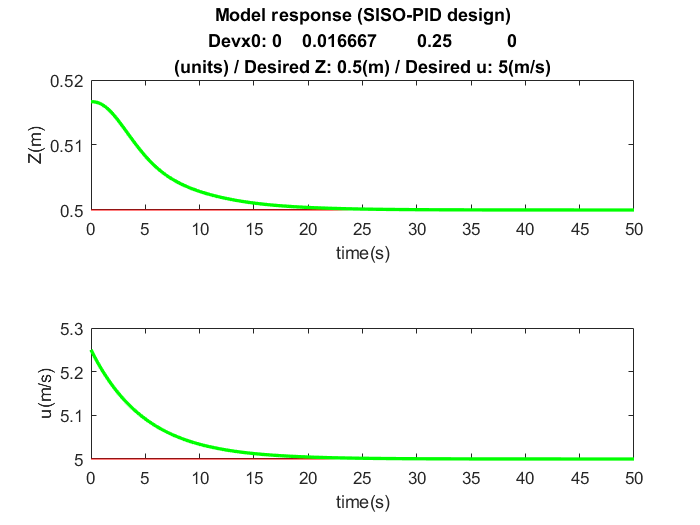 Model response (SISO-PID design)
Devx0: 0 0.016667 0.25 0
(units) / Desired Z: 0.5(m) / Desired u: 5(m/s)
0.52
0.51
0.5
Z(m)
0 5 10 15 20 25 30 35 40 45 50
time(s)
5.3
5.2
5.1
5
u(m/s)
0 5 10 15 20 25 30 35 40 45 50
time(s)